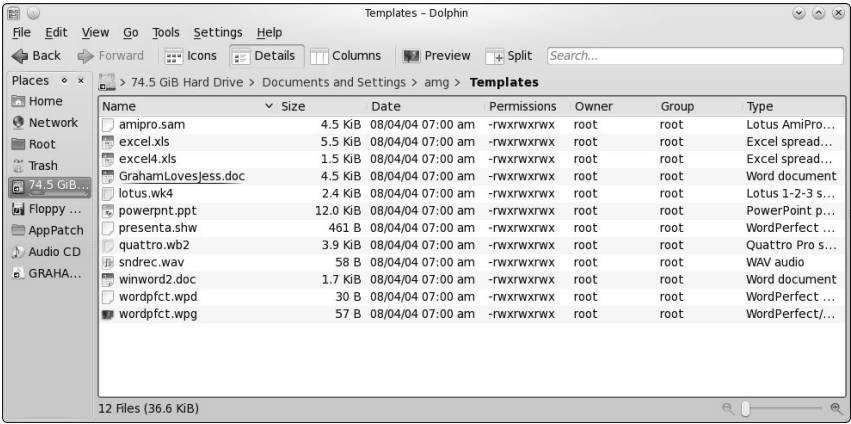 Templates – Dolphin
File Edit View Go Tools Settings Help
Back Forward Icons Details Columns Preview Split Search...
Places > 74.5 GiB Hard Drive > Documents and Settings > amg > Templates
Home
Network
Root
Trash
74.5 GiB...
Floppy ...
AppPatch
Audio CD
GRAHA...
Name Size Date Permissions Owner Group Type
amipro.sam 4.5 KiB 08/04/04 07:00 am -rwxrwxrwx root root Lotus AmiPro...
excel.xls 5.5 KiB 08/04/04 07:00 am -rwxrwxrwx root root Excel spread...
excel4.xls 1.5 KiB 08/04/04 07:00 am -rwxrwxrwx root root Excel spread...
GrahamLovesJess.doc 4.5 KiB 08/04/04 07:00 am -rwxrwxrwx root root Word document
lotus.wk4 2.4 KiB 08/04/04 07:00 am -rwxrwxrwx root root Lotus 1-2-3 s...
powerpnt.ppt 12.0 KiB 08/04/04 07:00 am -rwxrwxrwx root root PowerPoint p...
presenta.shw 461 B 08/04/04 07:00 am -rwxrwxrwx root root WordPerfect ...
quattro.wb2 3.9 KiB 08/04/04 07:00 am -rwxrwxrwx root root Quattro Pro s...
sndrec.wav 58 B 08/04/04 07:00 am -rwxrwxrwx root root WAV audio
winword2.doc 1.7 KiB 08/04/04 07:00 am -rwxrwxrwx root root Word document
wordpfct.wpd 30 B 08/04/04 07:00 am -rwxrwxrwx root root WordPerfect ...
wordpfct.wpg 57 B 08/04/04 07:00 am -rwxrwxrwx root root WordPerfect/...
12 Files (36.6 KiB)